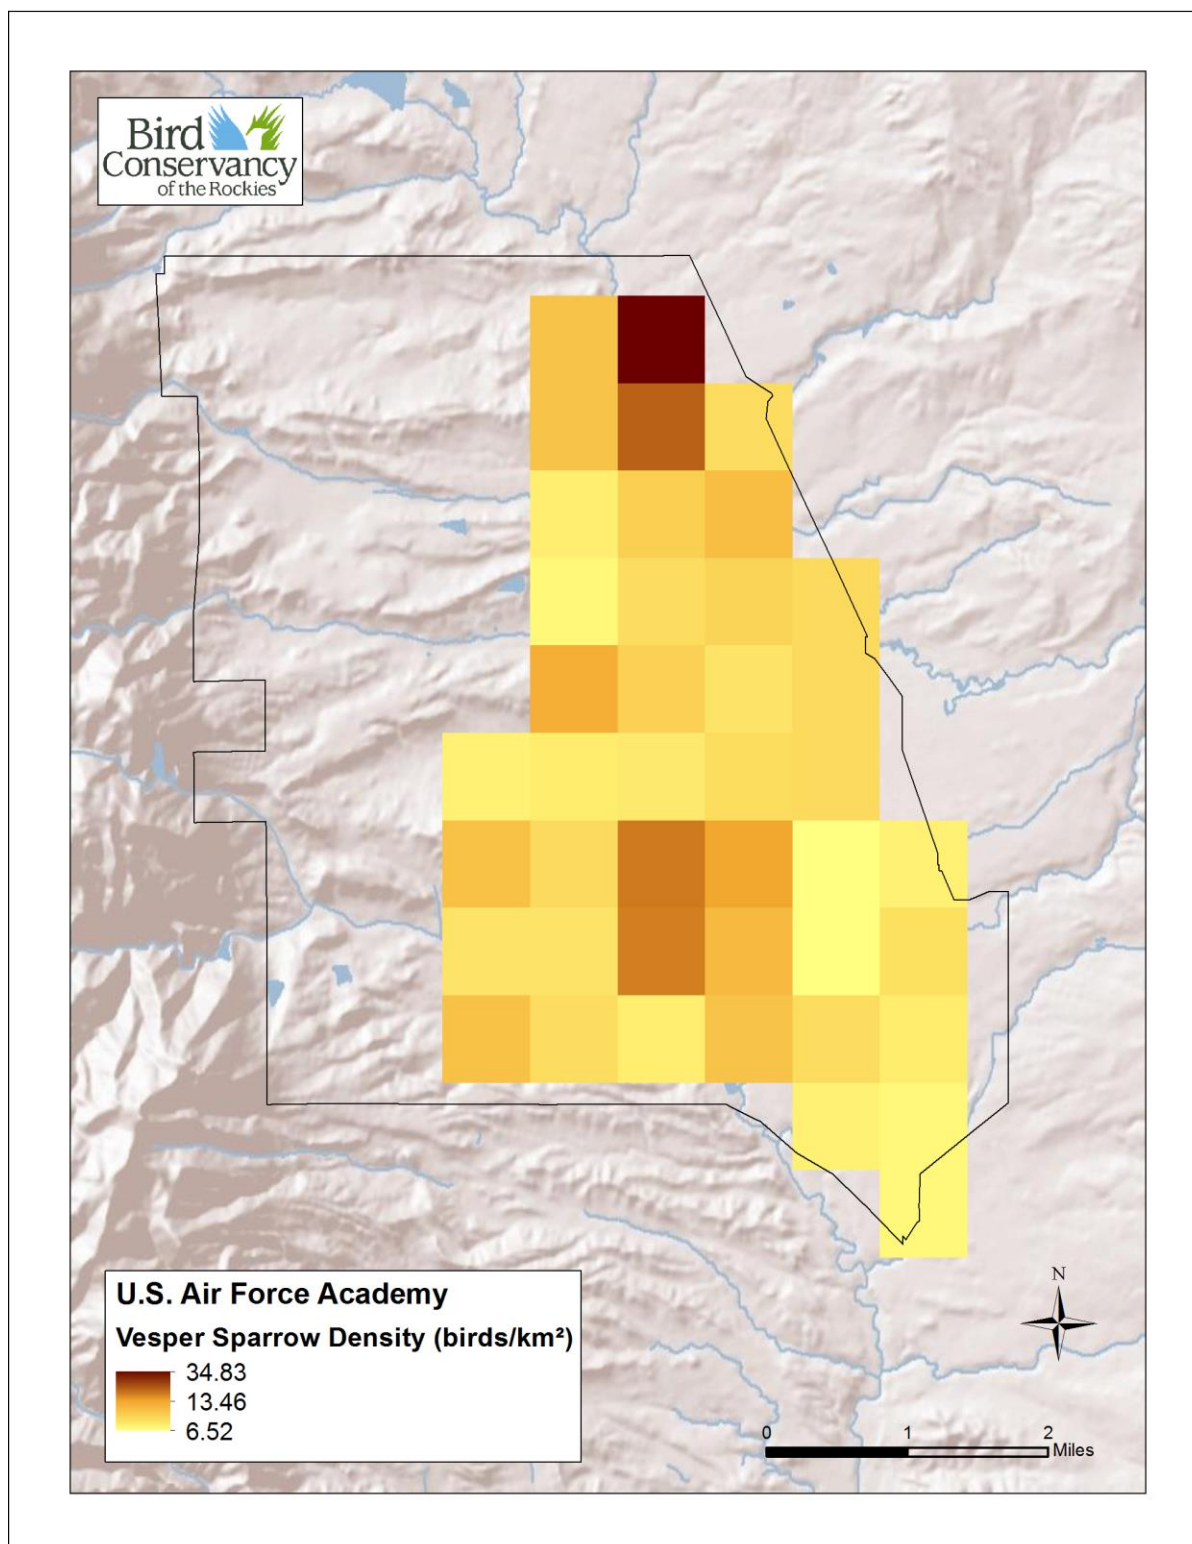 Bird
Conservancy
of the Rockies
U.S. Air Force Academy
Vesper Sparrow Density (birds/km²)
34.83
13.46
6.52
N
0 1 2
Miles